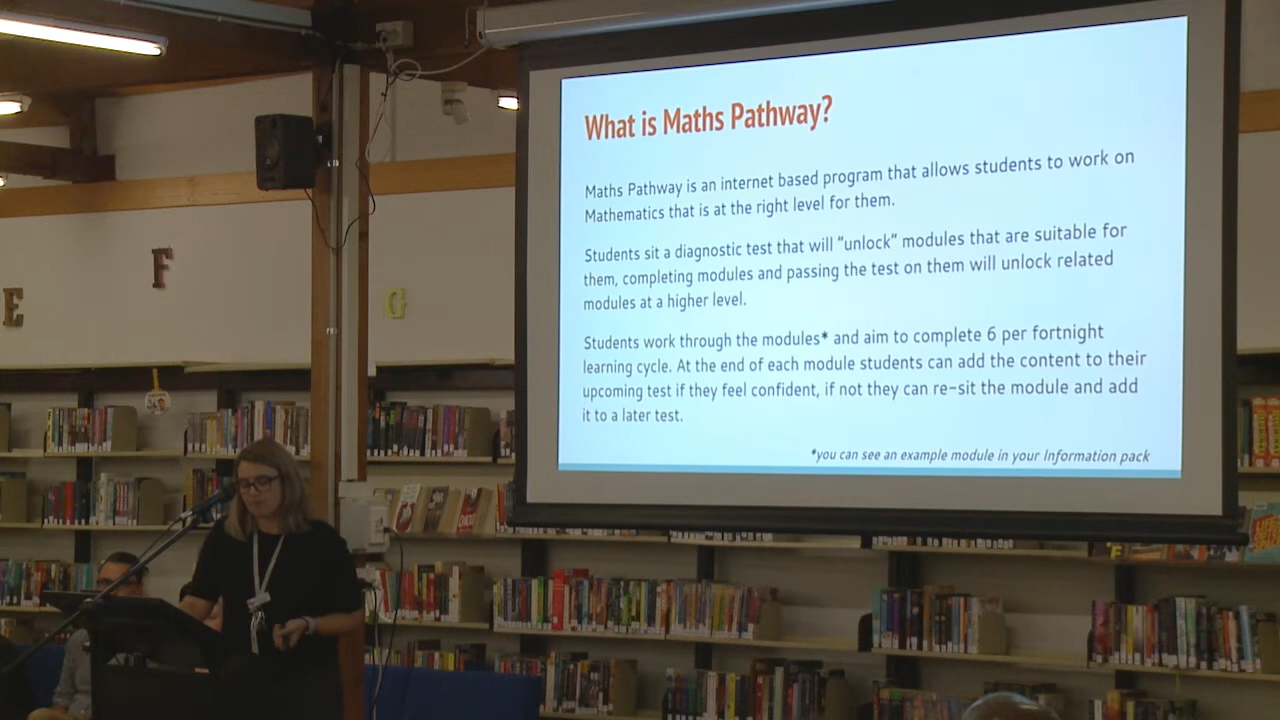 What is Maths Pathway?
Maths Pathway is an internet based program that allows students to work on
Mathematics that is at the right level for them.
Students sit a diagnostic test that will “unlock” modules that are suitable for
them, completing modules and passing the test on them will unlock related
modules at a higher level.
Students work through the modules* and aim to complete 6 per fortnight
learning cycle. At the end of each module students can add the content to their
upcoming test if they feel confident, if not they can re-sit the module and add
it to a later test.
*you can see an example module in your Information pack
E
F
G